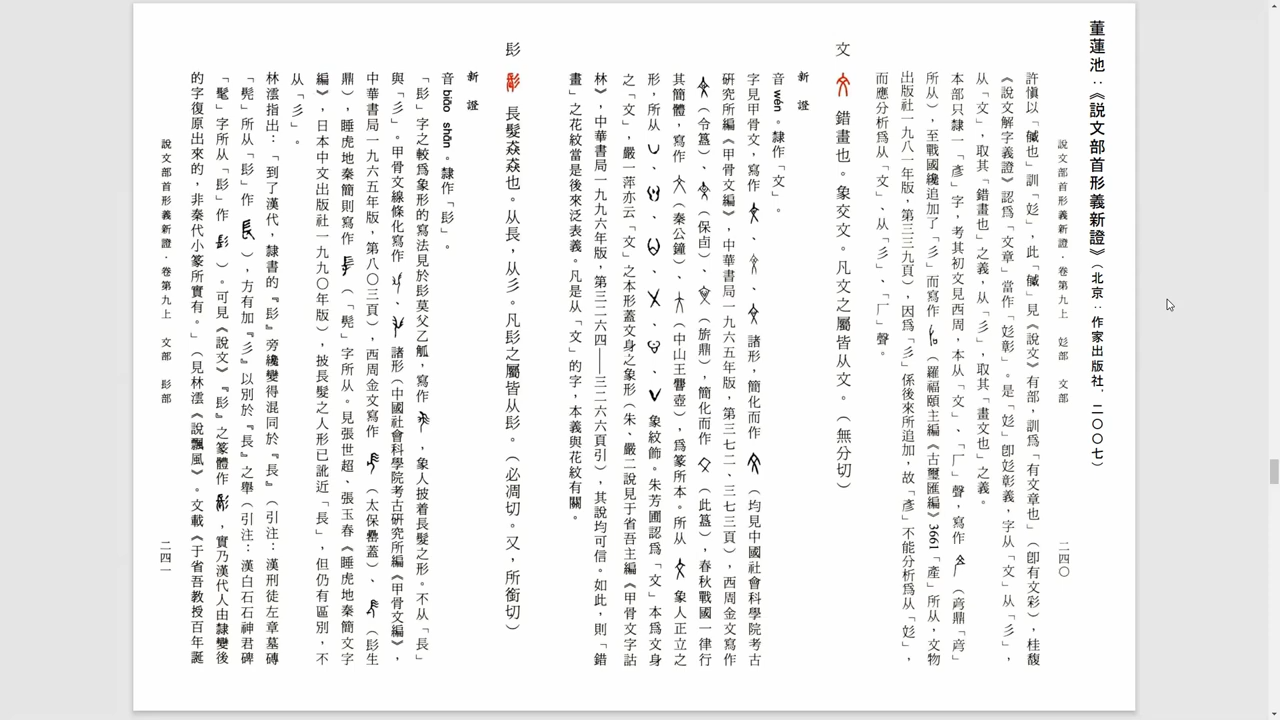 董蓮池：《説文部首形義新證》（北京：作家出版社，二〇〇七）
説文部首形義新證．卷第九上　彣部　文部
二四〇
許慎以「䤋也」訓「彣」，此「䤋」見《説文》有部，訓爲「有文章也」（卽有文彩），桂馥
《説文解字義證》認爲「文章」當作「彣彰」。是「彣」卽彣彰義，字从「文」从「彡」，
从「文」，取其「錯畫也」之義，从「彡」，取其「畫文也」之義。
本部只隸一「彥」字，考其初文見西周，本从「文」、「厂」聲，寫作（鼎「」
所从），至戰國纔追加了「彡」而寫作（羅福頤主編《古璽匯編》3661「產」所从，文物
出版社一九八一年版，第三三九頁），因爲「彡」係後來所追加，故「彥」不能分析爲从「彣」，
而應分析爲从「文」、从「彡」、「厂」聲。
文　錯畫也。象交文。凡文之屬皆从文。（無分切）
新證
音 wén。隸作「文」。
字見甲骨文，寫作、、諸形，簡化而作（均見中國社會科學院考古
研究所編《甲骨文編》，中華書局一九六五年版，第三七二、三七三頁），西周金文寫作
（令簋）、（保卣）、（旂鼎），簡化而作（此簋），春秋戰國一律行
其簡體，寫作（秦公鐘）、（中山王壺），爲篆所本。所从象人正立之
形，所从、、、、、象紋飾。朱芳圃認爲「文」本爲文身
之「文」，嚴一萍亦云「文」之本形蓋文身之象形（朱、嚴二説見于省吾主編《甲骨文字詁
林》，中華書局一九九六年版，第三二六四——三二六六頁引），其說均可信。如此，則「錯
畫」之花紋當是後來泛表義。凡是从「文」的字，本義與花紋有關。
髟　長髮猋猋也。从長，从彡。凡髟之屬皆从髟。（必凋切。又，所銜切）
新證
音 biāo shān。隸作「髟」。
「髟」字之較爲象形的寫法見於髟莫父乙觚，寫作，象人披着長髮之形。不从「長」
與「彡」，甲骨文線條化寫作、諸形（中國社會科學院考古研究所編《甲骨文編》，
中華書局一九六五年版，第八〇三頁），西周金文寫作（太保罍蓋）、（髟生
鼎），睡虎地秦簡則寫作（「髡」字所从。見張世超、張玉春《睡虎地秦簡文字
編》，日本中文出版社一九九〇年版），披長髮之人形已訛近「長」，但仍有區别，不
从「彡」。
林澐指出：「到了漢代，隸書的『髟』旁纔變得混同於『長』（引注：漢刑徒左章墓磚
「髡」所从「髟」作），方有加『彡』以别於『長』之舉（引注：漢白石神君碑
「髦」字所从「髟」作）。可見《說文》『髟』之篆體作，實乃漢代人由隸變後
的字復原出來的，非秦代小篆所實有。」（見林澐《說飄風》。文載《于省吾教授百年誕
説文部首形義新證．卷第九上　文部　髟部
二四一